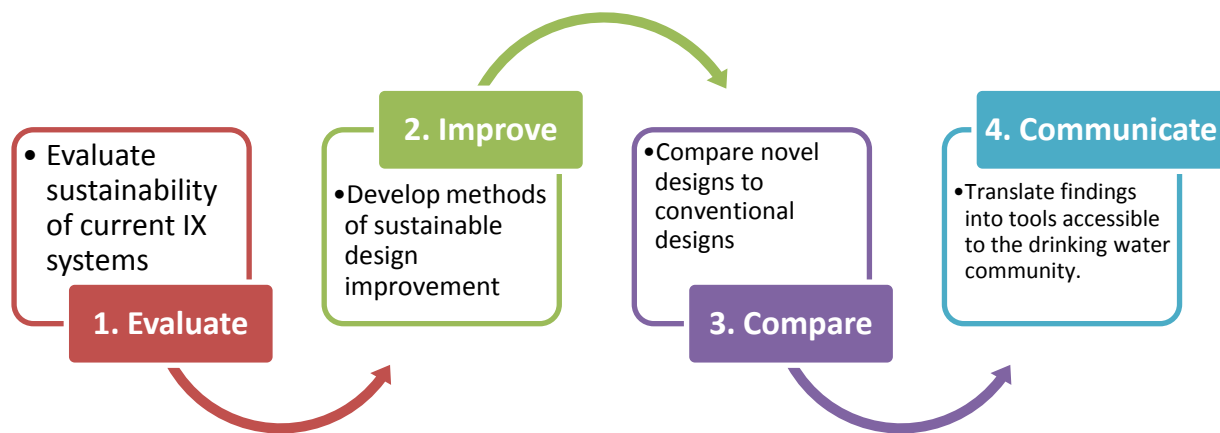 • Evaluate
sustainability
of current IX
systems
1. Evaluate
2. Improve
•Develop methods
of sustainable
design
improvement
•Compare novel
designs to
conventional
designs
3. Compare
4. Communicate
•Translate findings
into tools accessible
to the drinking water
community.